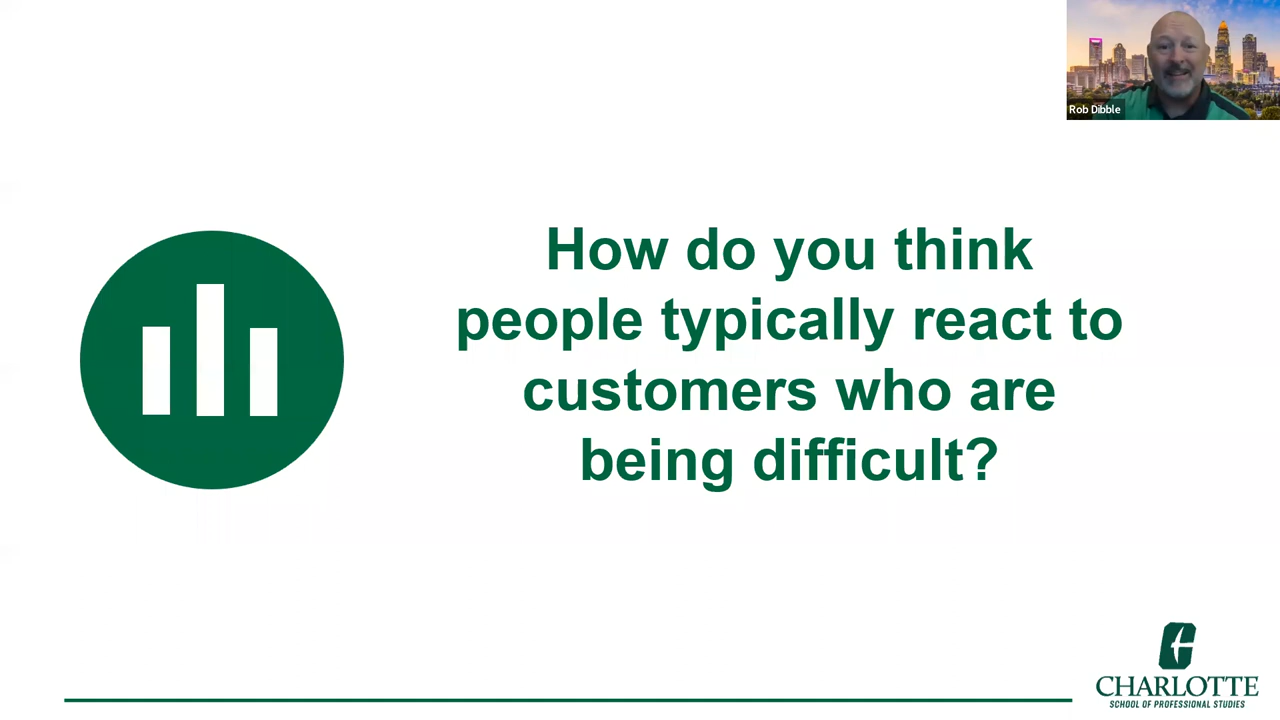 Rob Dibble
How do you think
people typically react to
customers who are
being difficult?
CHARLOTTE
SCHOOL OF PROFESSIONAL STUDIES